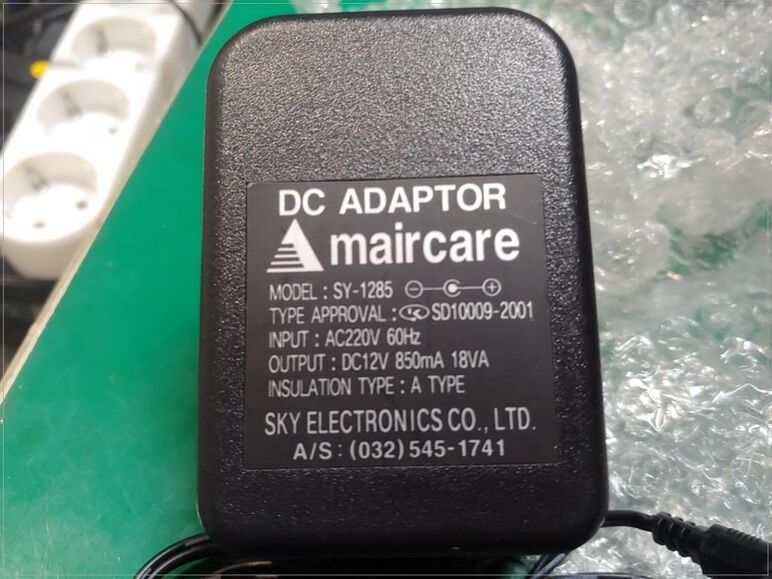 DC ADAPTOR
maircare
MODEL : SY-1285
TYPE APPROVAL : SD10009-2001
INPUT : AC220V 60Hz
OUTPUT : DC12V 850mA 18VA
INSULATION TYPE : A TYPE
SKY ELECTRONICS CO., LTD.
A/S : (032) 545-1741